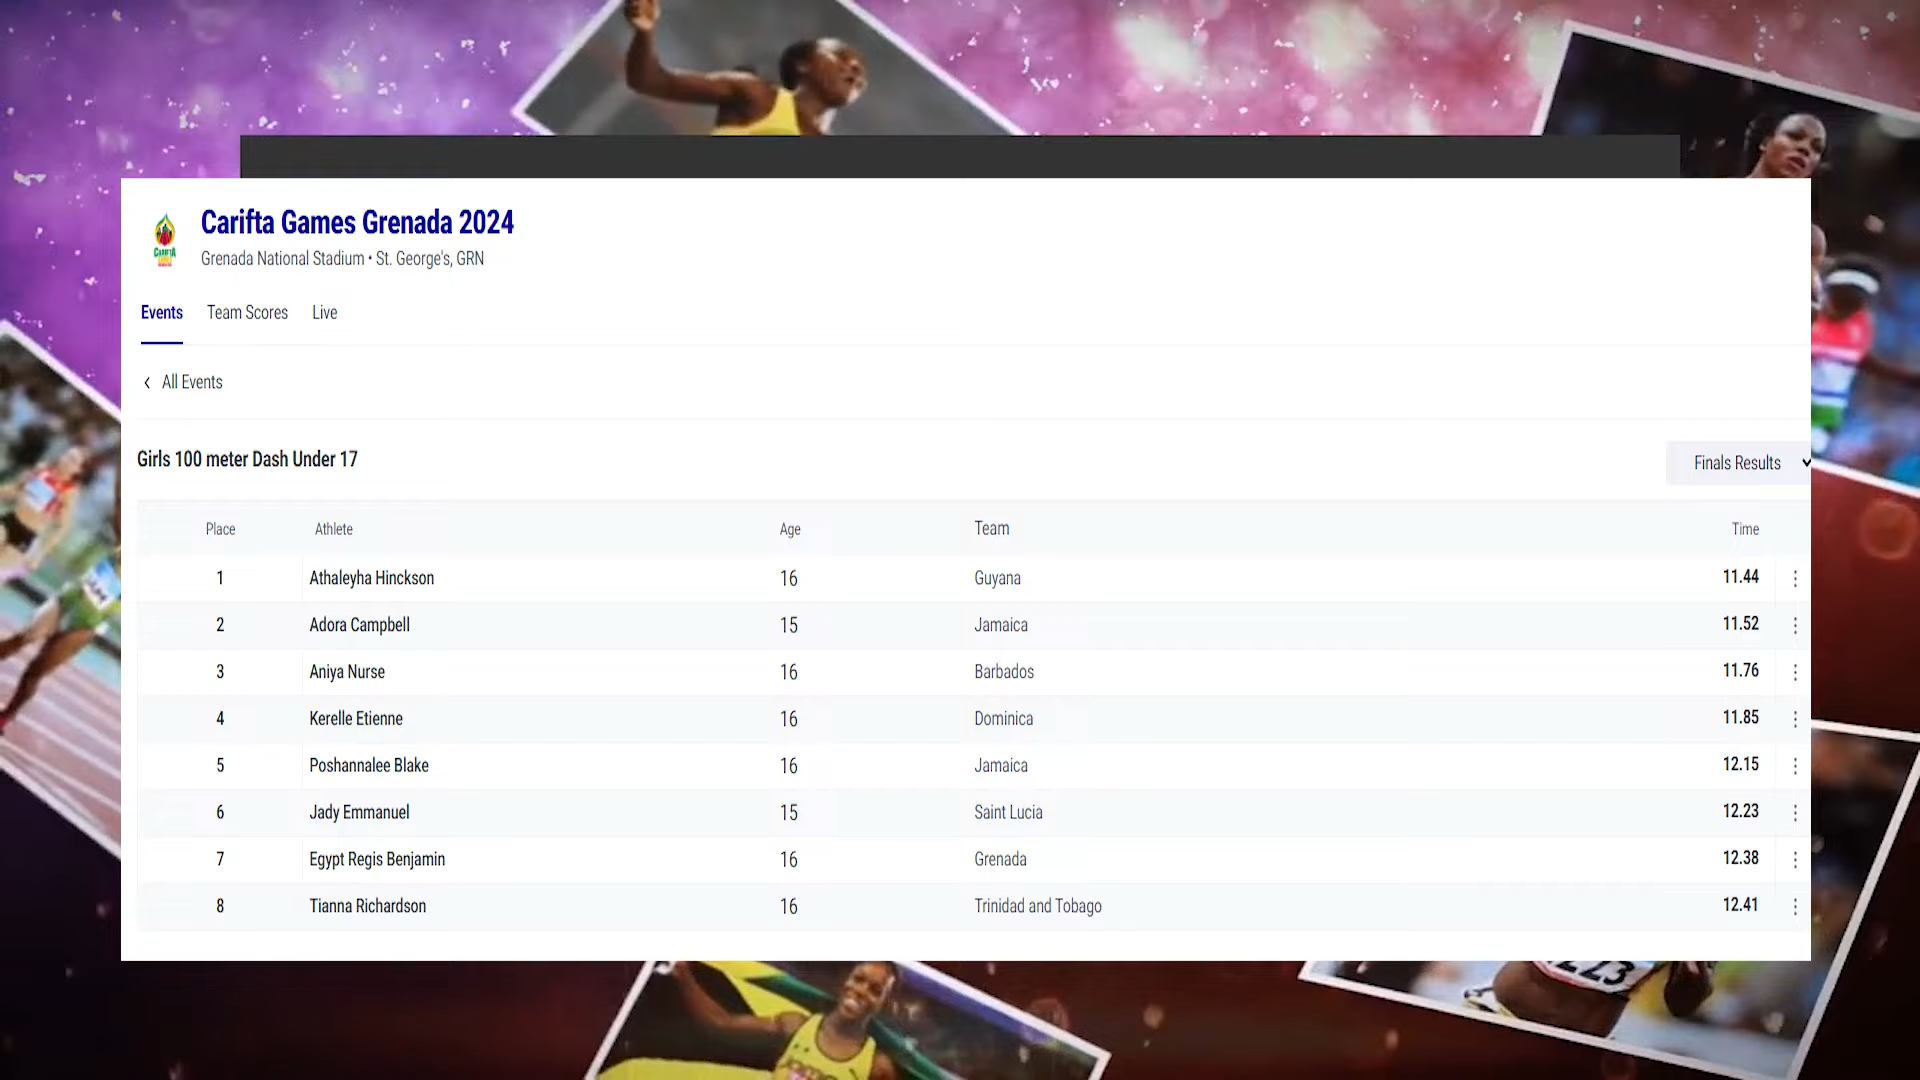 Carifta Games Grenada 2024
Grenada National Stadium • St. George's, GRN
CARIFTA
Events Team Scores Live
All Events
Girls 100 meter Dash Under 17
Finals Results
Place Athlete Age Team Time
1 Athaleyha Hinckson 16 Guyana 11.44
2 Adora Campbell 15 Jamaica 11.52
3 Aniya Nurse 16 Barbados 11.76
4 Kerelle Etienne 16 Dominica 11.85
5 Poshannalee Blake 16 Jamaica 12.15
6 Jady Emmanuel 15 Saint Lucia 12.23
7 Egypt Regis Benjamin 16 Grenada 12.38
8 Tianna Richardson 16 Trinidad and Tobago 12.41
223